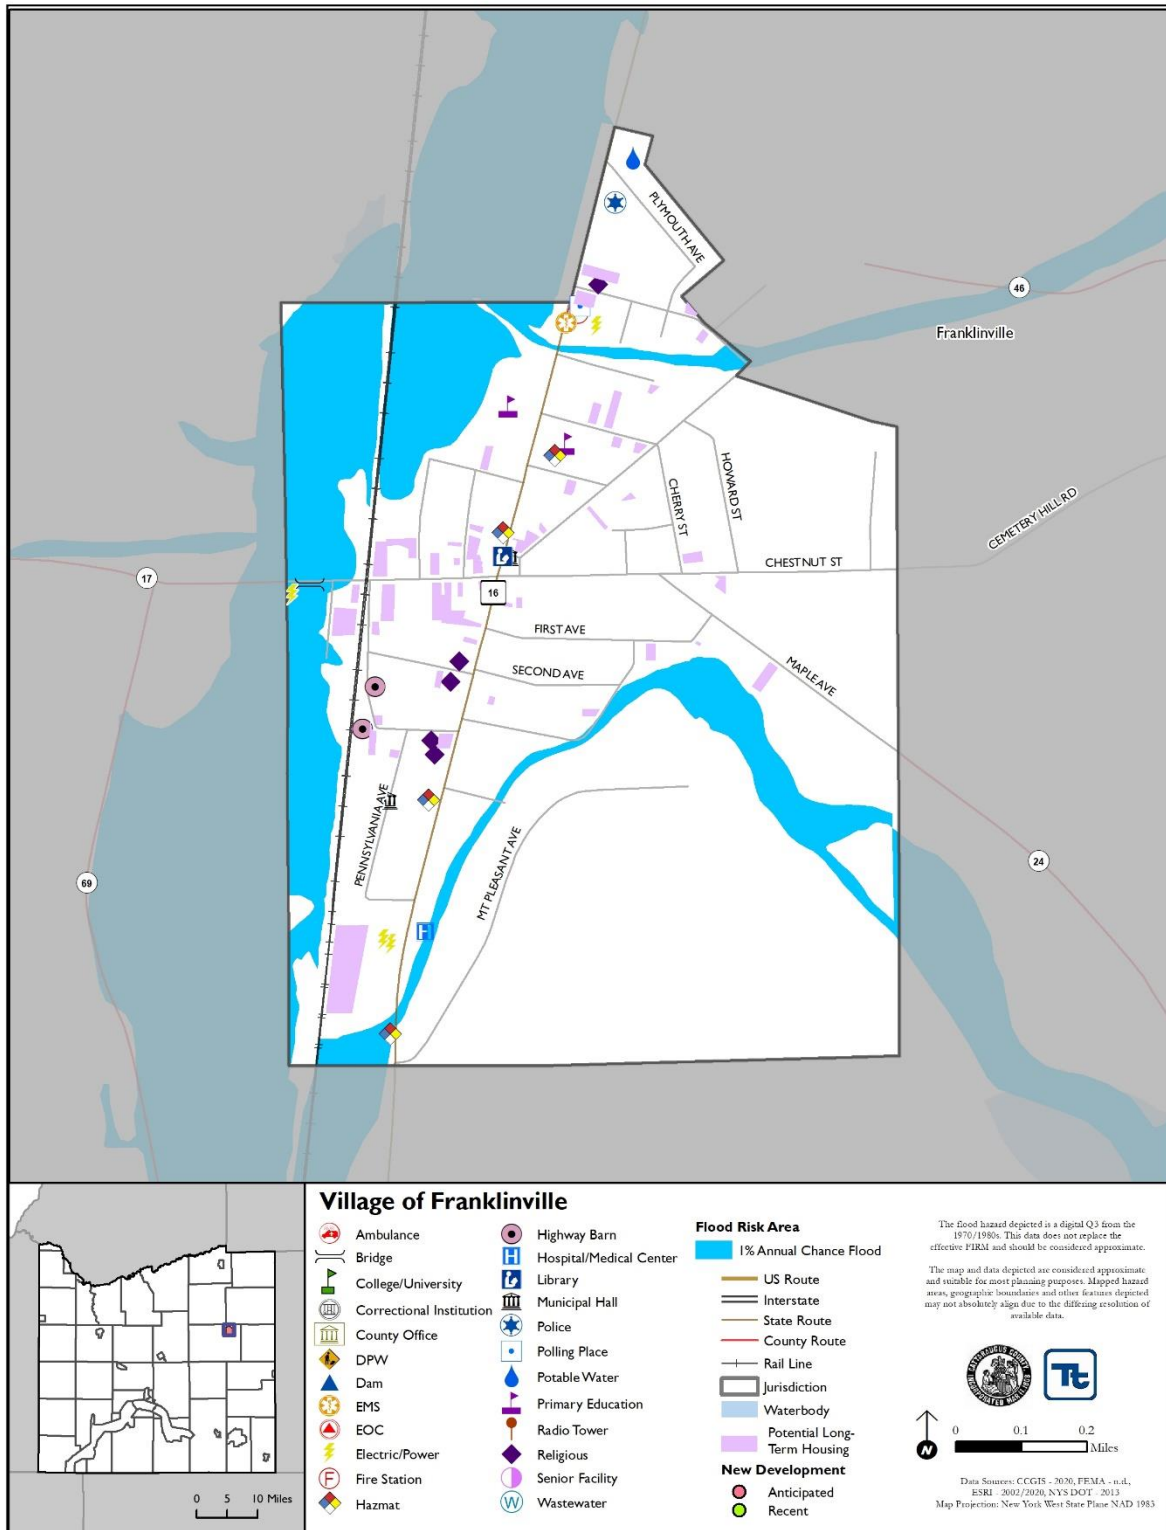 PLYMOUTH AVE
46
Franklinville
HOWARD ST
CHERRY ST
CEMETERY HILL RD
CHESTNUT ST
17
16
FIRST AVE
SECOND AVE
MAPLE AVE
PENNSYLVANIA AVE
MT PLEASANT AVE
69
24
H
Village of Franklinville
Ambulance
Bridge
College/University
Correctional Institution
County Office
DPW
Dam
EMS
EOC
Electric/Power
F Fire Station
Hazmat
Highway Barn
H Hospital/Medical Center
Library
Municipal Hall
Police
Polling Place
Potable Water
Primary Education
Radio Tower
Religious
Senior Facility
W Wastewater
Flood Risk Area
1% Annual Chance Flood
US Route
Interstate
State Route
County Route
Rail Line
Jurisdiction
Waterbody
Potential Long-
Term Housing
New Development
Anticipated
Recent
The flood hazard depicted is a digital Q3 from the
1970/1980s. This data does not replace the
effective FIRM and should be considered approximate.
The map and data depicted are considered approximate
and suitable for most planning purposes. Mapped hazard
areas, geographic boundaries and other features depicted
may not absolutely align due to the differing resolution of
available data.
Tt
N
0 0.1 0.2
Miles
Data Sources: CCGIS - 2020, FEMA - n.d.,
ESRI - 2002/2020, NYS DOT - 2013
Map Projection: New York West State Plane NAD 1983
0 5 10 Miles